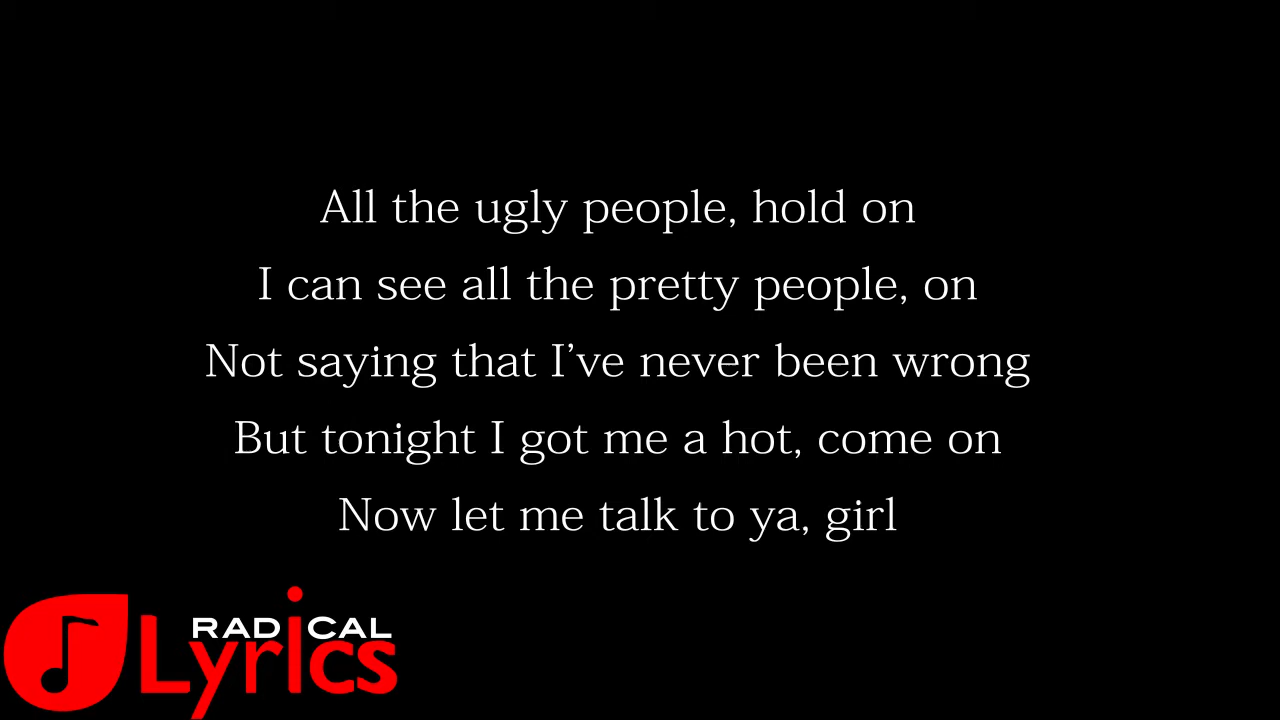 All the ugly people, hold on
I can see all the pretty people, on
Not saying that I’ve never been wrong
But tonight I got me a hot, come on
Now let me talk to ya, girl
RADICAL
Lyrics